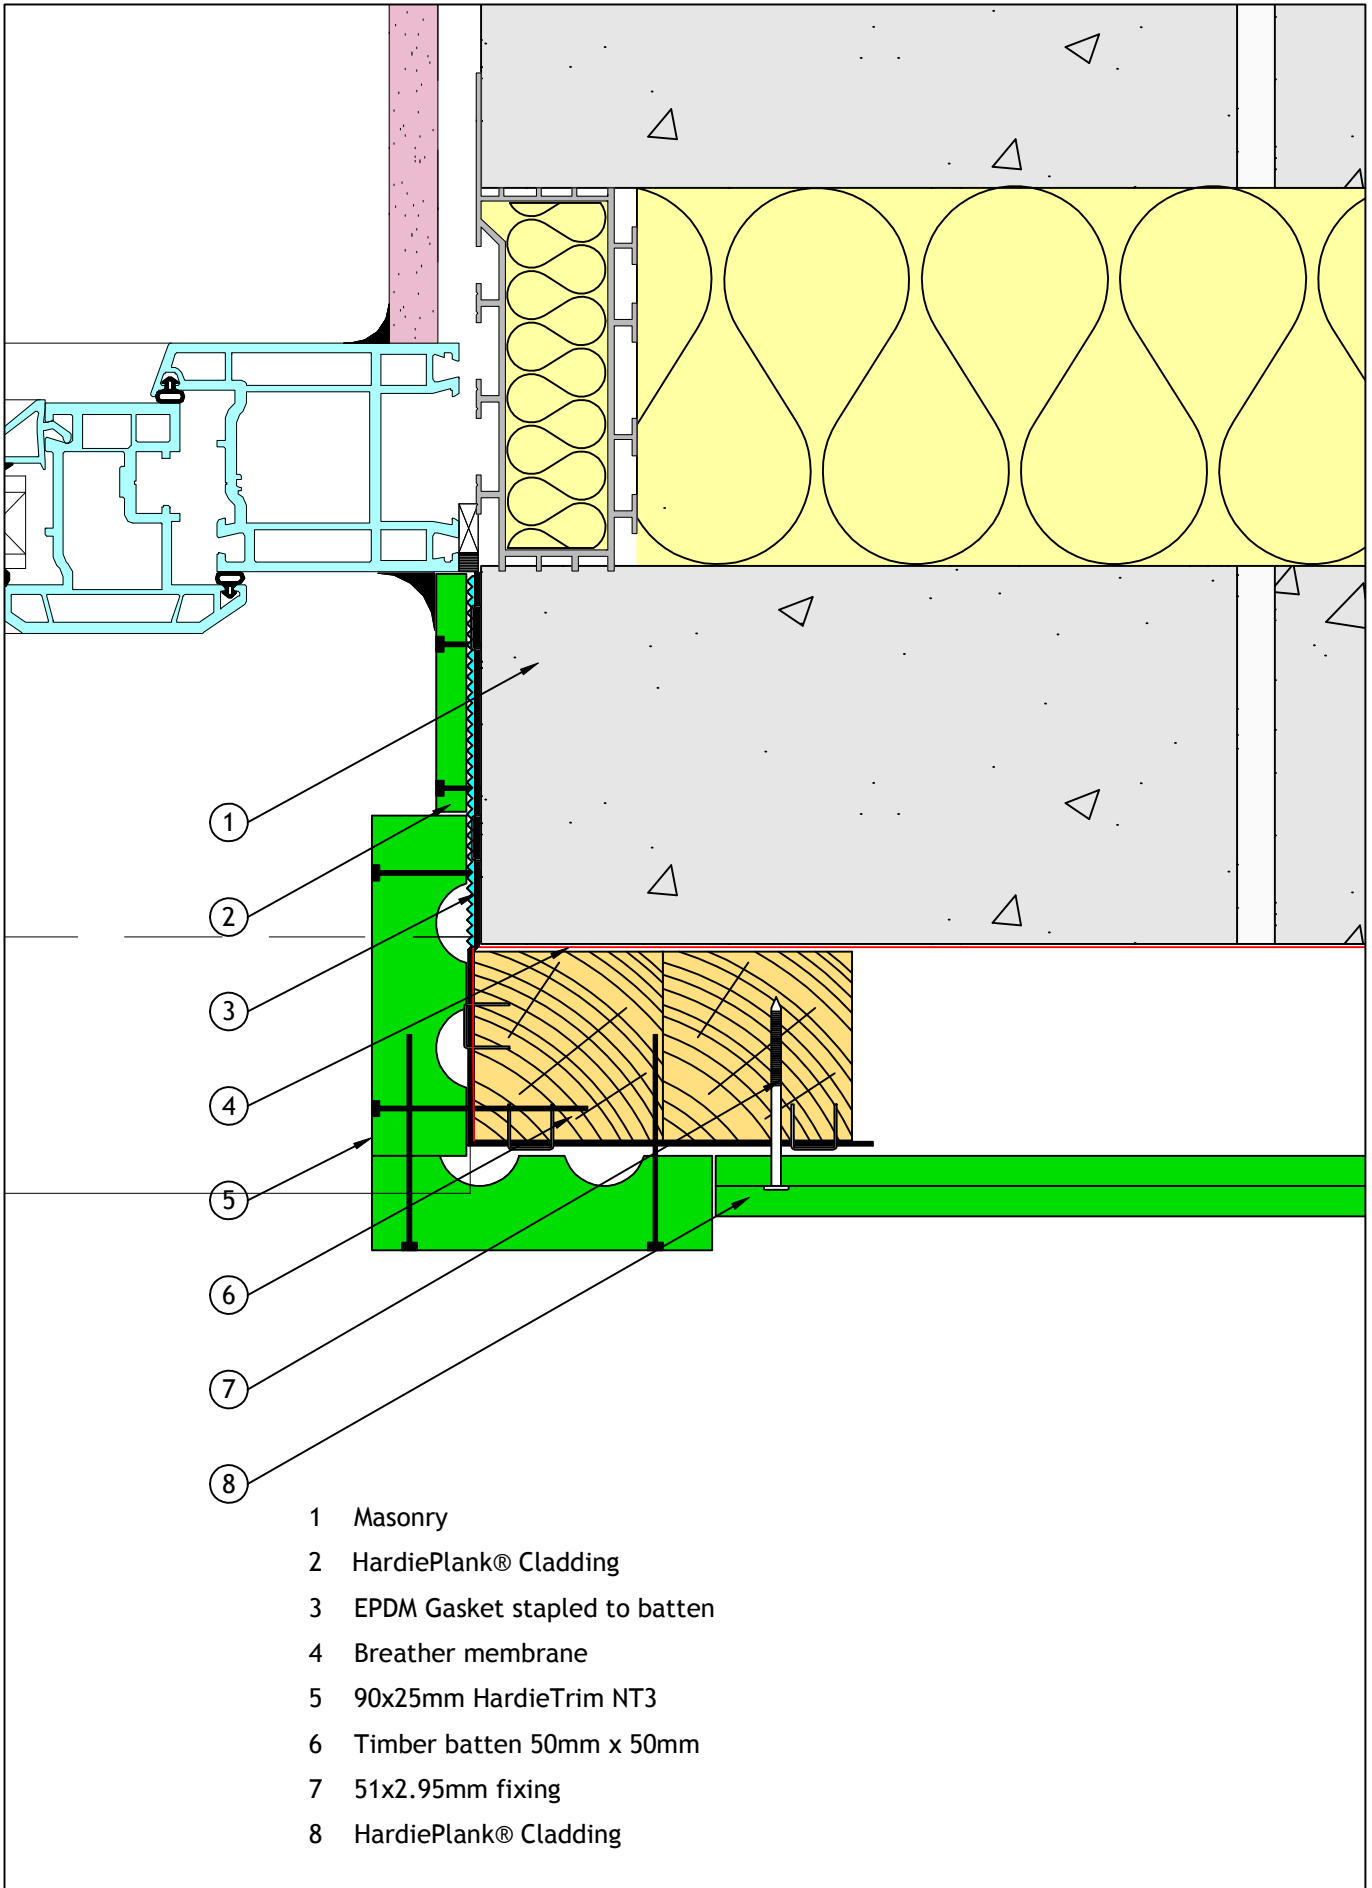 1
2
3
4
5
6
7
8
1 Masonry
2 HardiePlank® Cladding
3 EPDM Gasket stapled to batten
4 Breather membrane
5 90x25mm HardieTrim NT3
6 Timber batten 50mm x 50mm
7 51x2.95mm fixing
8 HardiePlank® Cladding